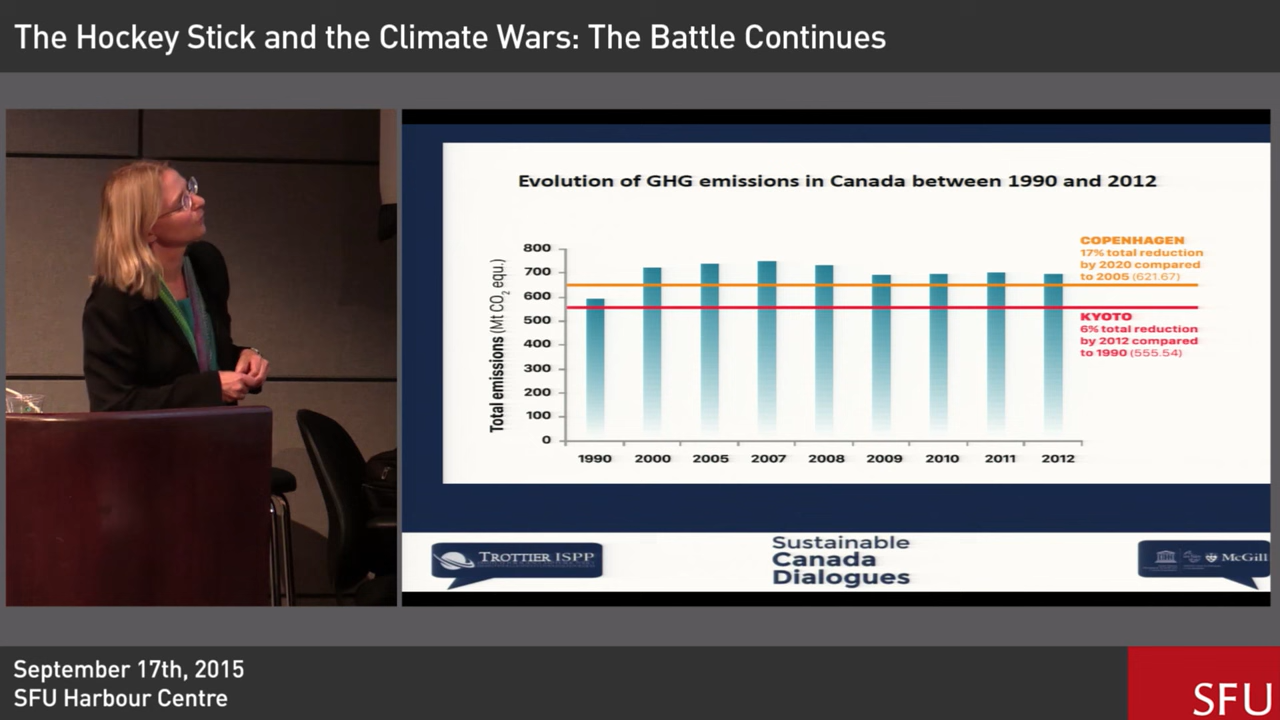 The Hockey Stick and the Climate Wars: The Battle Continues
Evolution of GHG emissions in Canada between 1990 and 2012
Total emissions (Mt CO₂ equ.)
800
700
600
500
400
300
200
100
0
1990 2000 2005 2007 2008 2009 2010 2011 2012
COPENHAGEN
17% total reduction
by 2020 compared
to 2005 (621.67)
KYOTO
6% total reduction
by 2012 compared
to 1990 (555.54)
TROTTIER ISPP
Sustainable
Canada
Dialogues
McGill
September 17th, 2015
SFU Harbour Centre
SFU